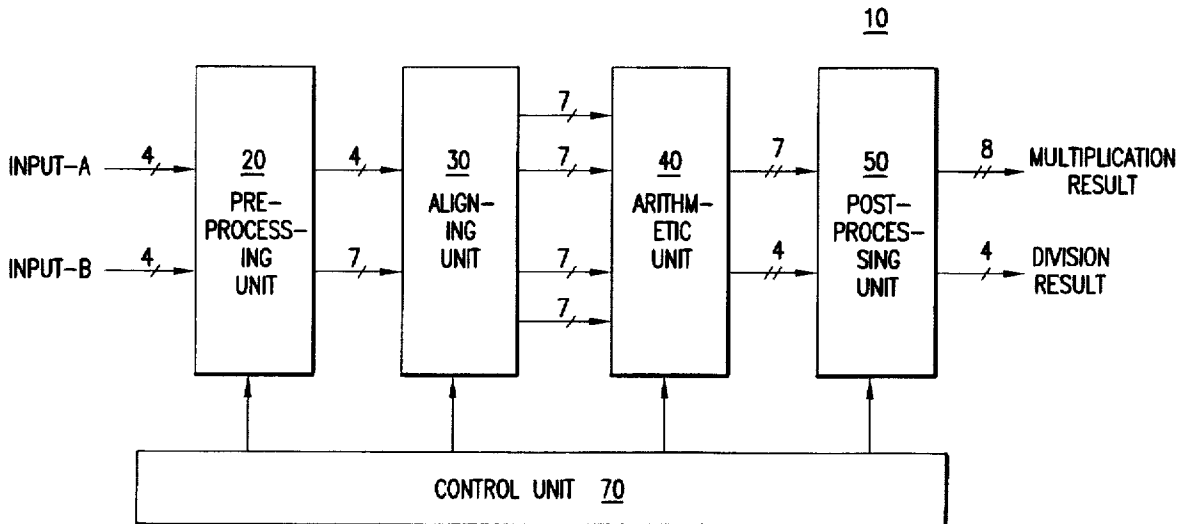 10
7
INPUT-A
4
20
PRE-
PROCESS-
ING
UNIT
4
30
ALIGN-
ING
UNIT
7
40
ARITHM-
ETIC
UNIT
7
50
POST-
PROCES-
SING
UNIT
8
MULTIPLICATION
RESULT
INPUT-B
4
7
7
4
4
DIVISION
RESULT
7
CONTROL UNIT 70